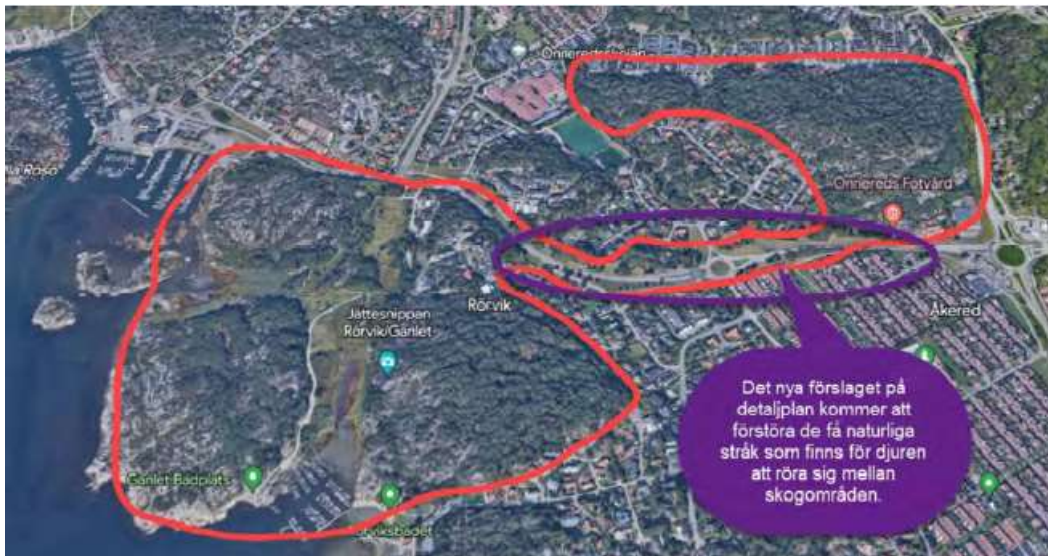 Önneredsskolan
Önnereds Fotvård
Rörvik
Åkered
Jättesnippan
Rörvik/Ganlet
Det nya förslaget på
detaljplan kommer att
förstöra de få naturliga
stråk som finns för djuren
att röra sig mellan
skogområden.
Ganlet Badplats